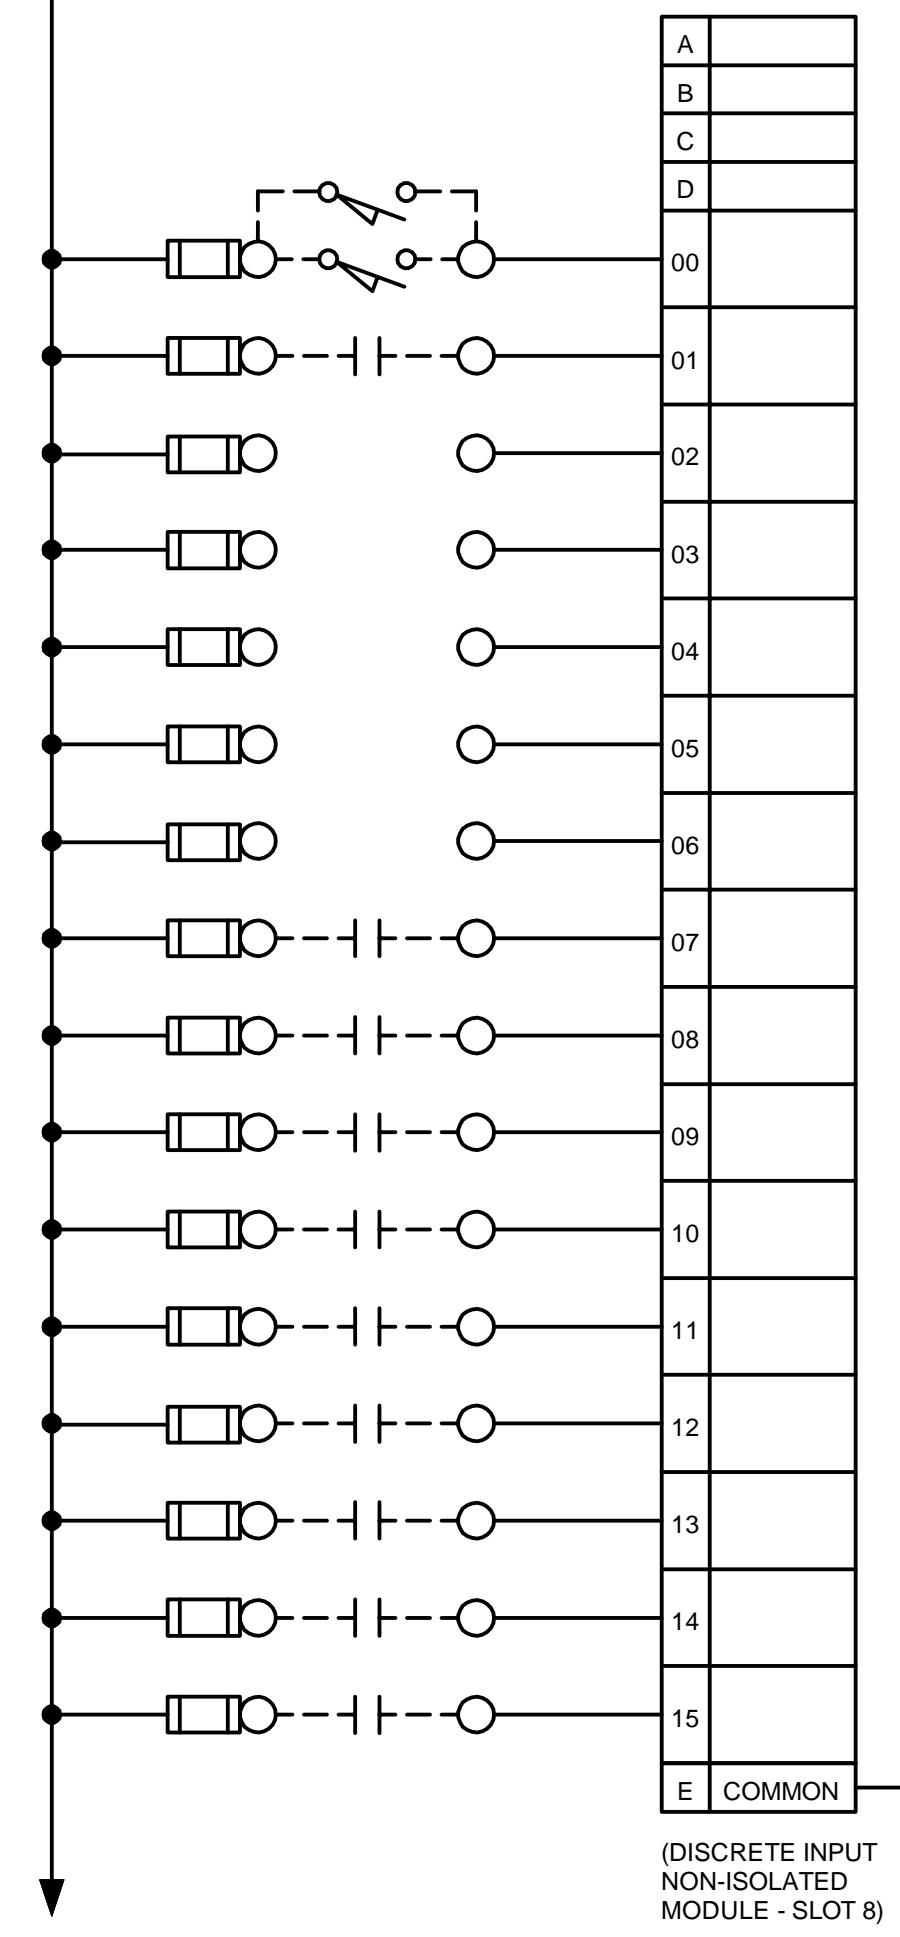 A
B
C
D
00
01
02
03
04
05
06
07
08
09
10
11
12
13
14
15
E COMMON
(DISCRETE INPUT
NON-ISOLATED
MODULE - SLOT 8)